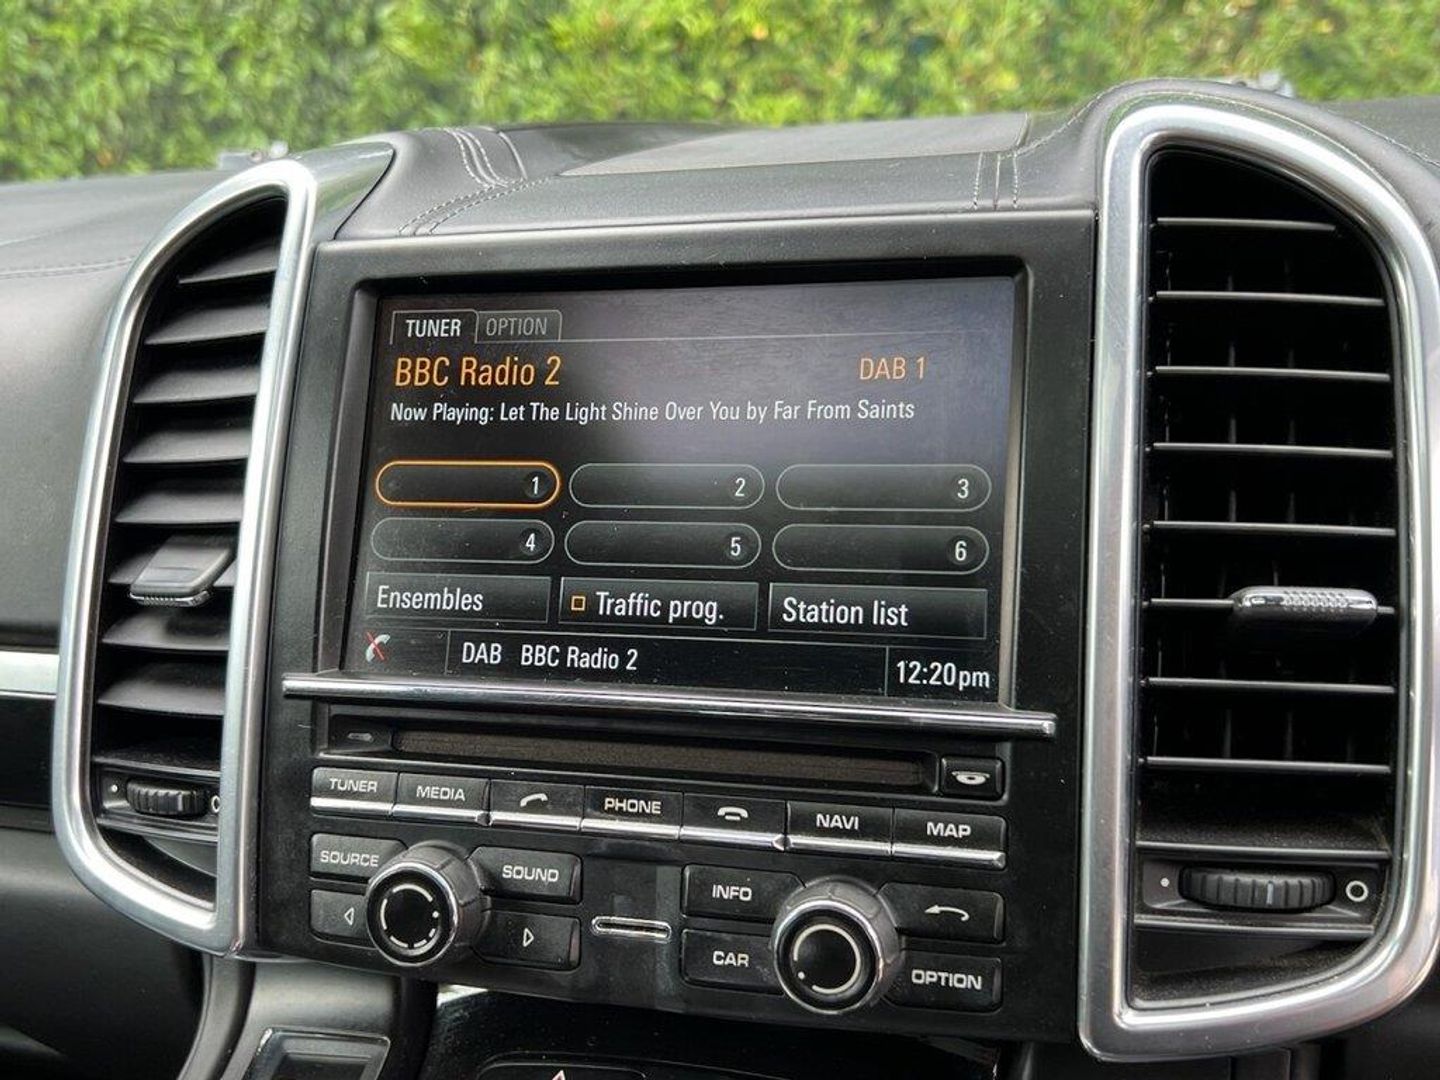 TUNER OPTION
BBC Radio 2 DAB 1
Now Playing: Let The Light Shine Over You by Far From Saints
1 2 3
4 5 6
Ensembles Traffic prog. Station list
DAB BBC Radio 2 12:20pm
TUNER MEDIA PHONE NAVI MAP
SOURCE SOUND INFO
CAR OPTION